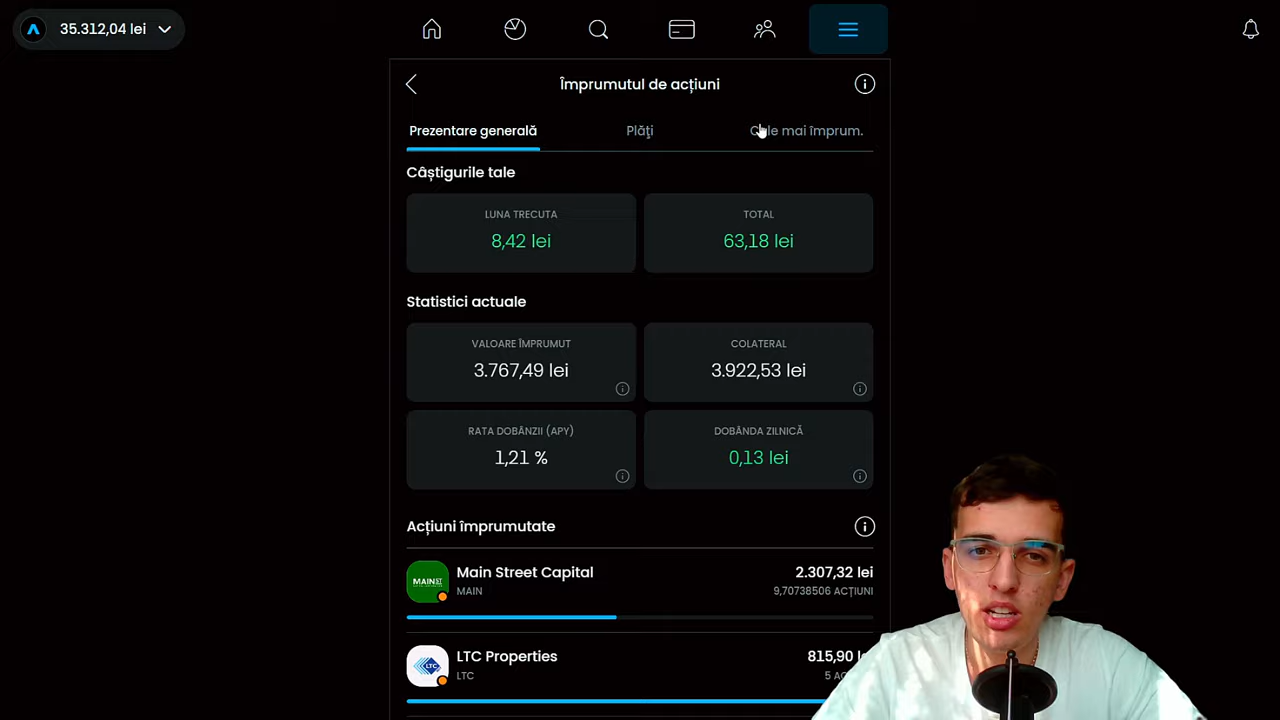 35.312,04 lei
Împrumutul de acțiuni
Prezentare generală
Plăți
mai împrum.
Câștigurile tale
LUNA TRECUTA
TOTAL
8,42 lei
63,18 lei
Statistici actuale
VALOARE ÎMPRUMUT
COLATERAL
3.767,49 lei
3.922,53 lei
RATA DOBÂNZII (APY)
DOBÂNDA ZILNICĂ
1,21 %
0,13 lei
Acțiuni împrumutate
MAINST
Main Street Capital
2.307,32 lei
MAIN
9,70738506 ACȚIUNI
LTC
LTC Properties
815,90
LTC
5